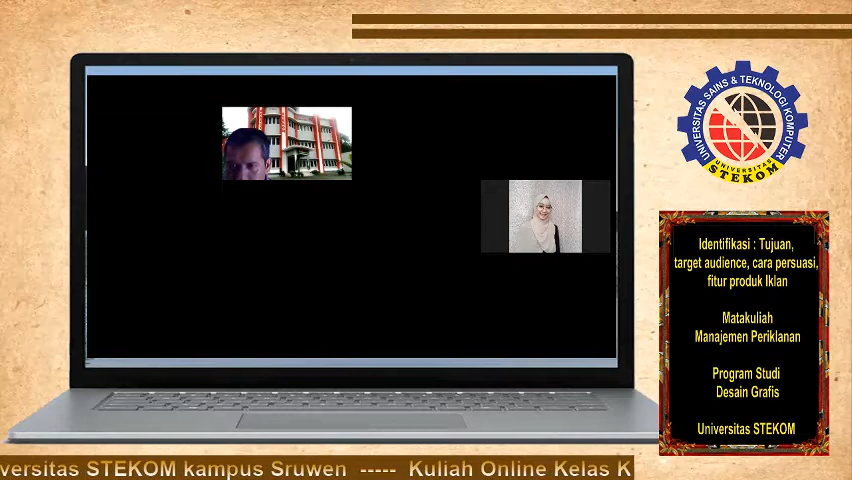 UNIVERSITAS SAINS & TEKNOLOGI KOMPUTER
UNIVERSITAS
STEKOM
Identifikasi : Tujuan,
target audience, cara persuasi,
fitur produk Iklan
Matakuliah
Manajemen Periklanan
Program Studi
Desain Grafis
Universitas STEKOM
versitas STEKOM kampus Sruwen ----- Kuliah Online Kelas K